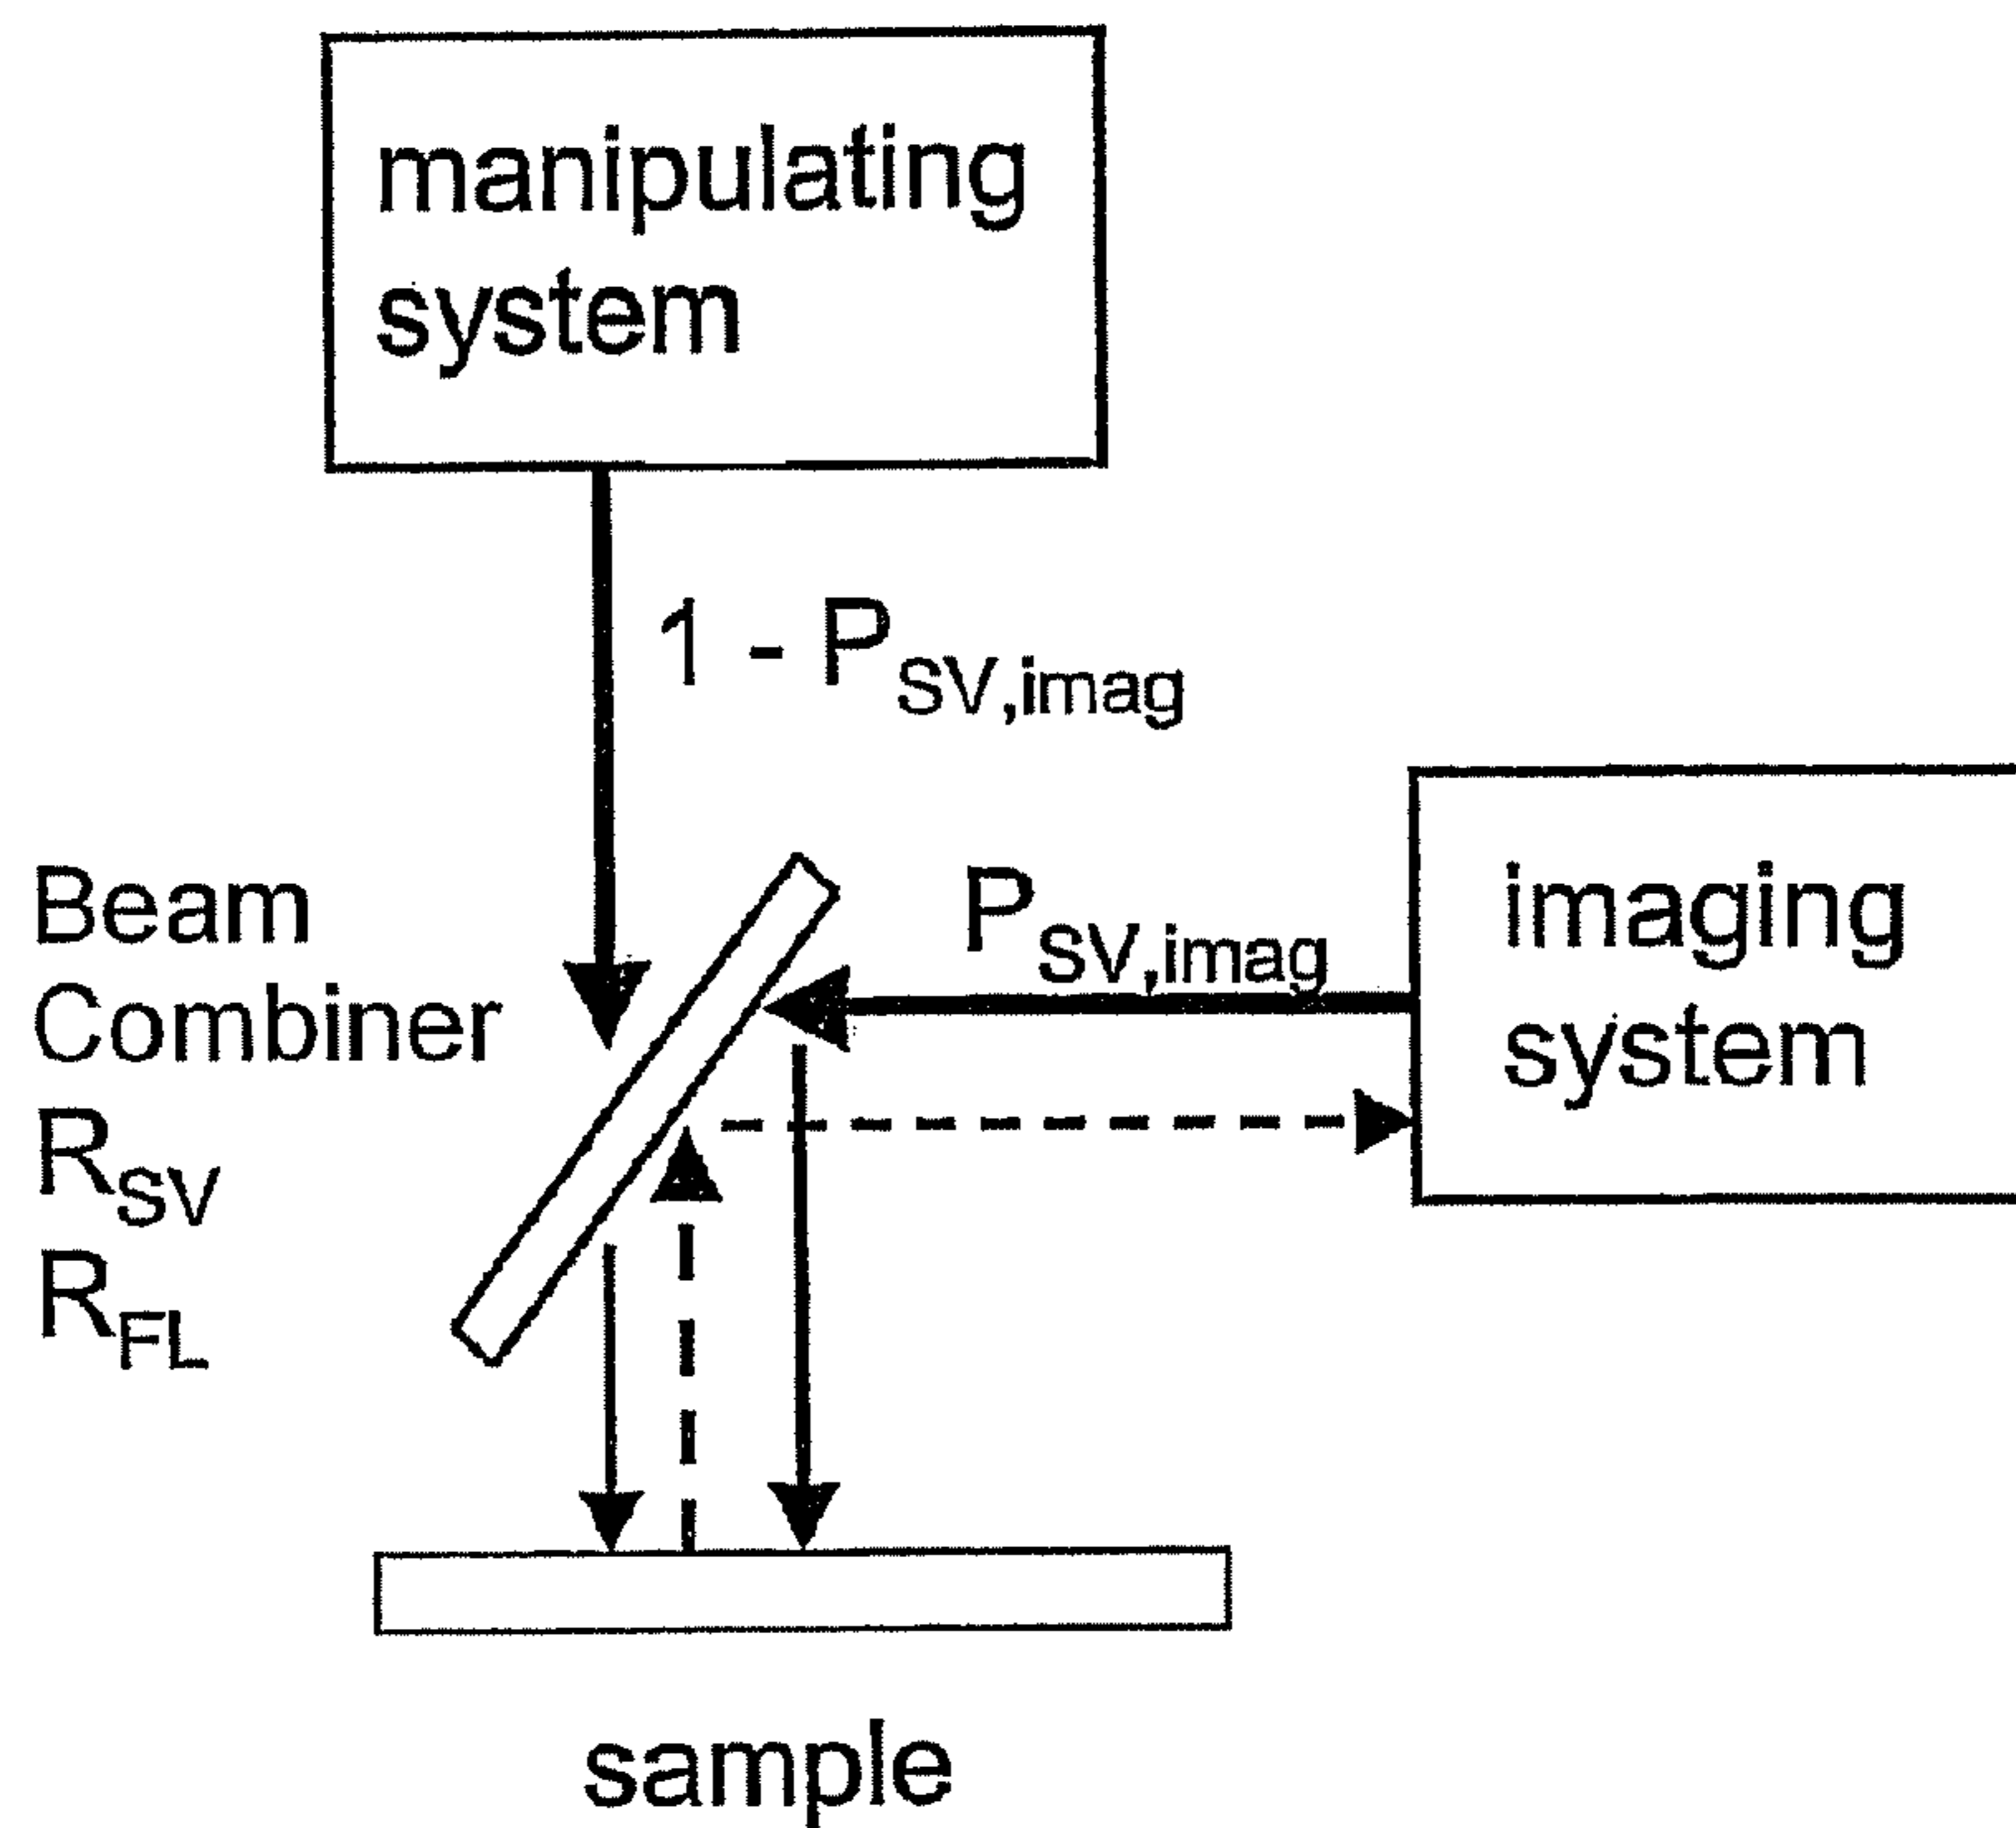 manipulating
system
1 - P_SV,imag
Beam
Combiner
R_SV
R_FL
P_SV,imag
imaging
system
sample